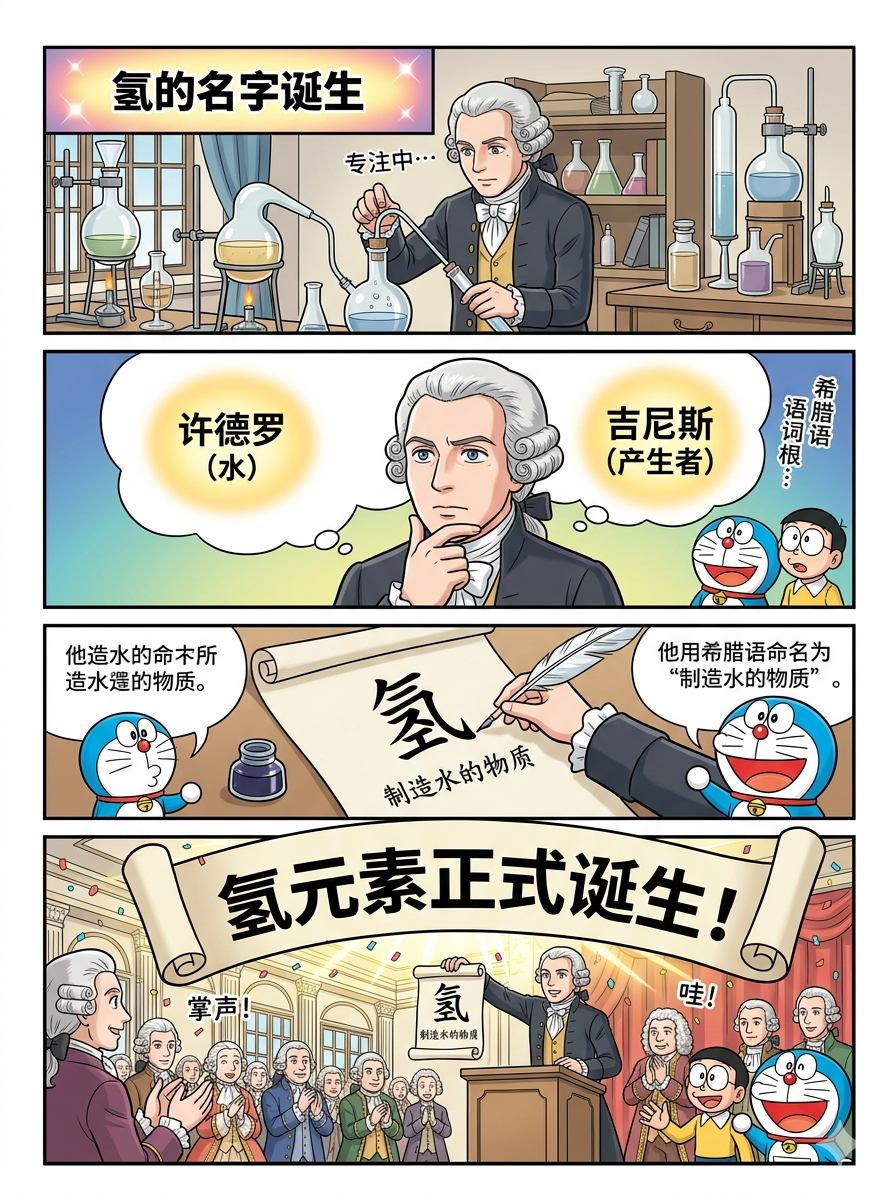 氢的名字诞生
专注中…
许德罗
（水）
吉尼斯
（产生者）
希腊语
语词根…
他造水的命本所
造水遲的物质。
氢
制造水的物质
他用希腊语命名为
“制造水的物质”。
氢元素正式诞生！
掌声！
氢
制造水的物质
哇！